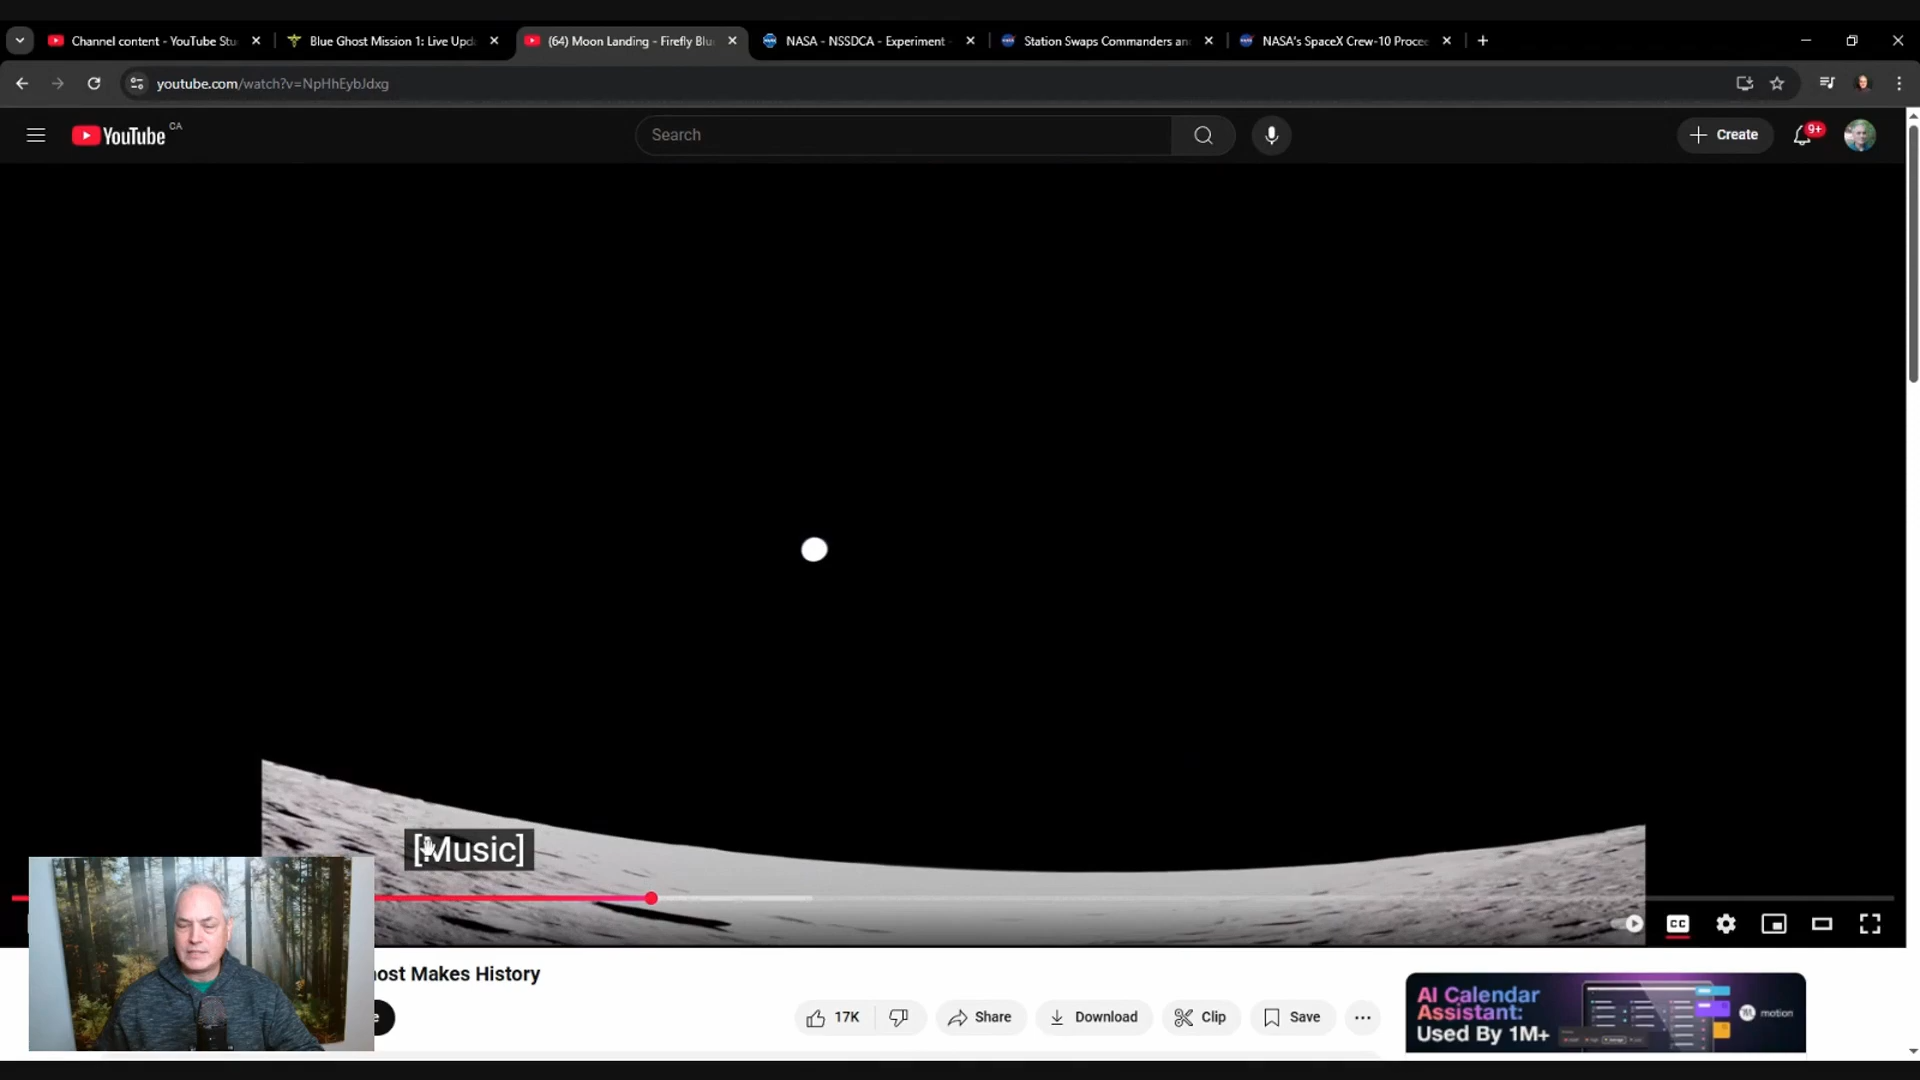 Channel content - YouTube Stu
Blue Ghost Mission 1: Live Upd
(64) Moon Landing - Firefly Blu
NASA - NSSDCA - Experiment -
Station Swaps Commanders an
NASA's SpaceX Crew-10 Procee
youtube.com/watch?v=NpHhEybJdxg
YouTube CA
Search
Create
9+
[Music]
CC
ost Makes History
e
17K
Share
Download
Clip
Save
AI Calendar
Assistant:
Used By 1M+
motion